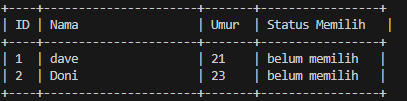 +----+----------------------+-------+------------------+
| ID | Nama                 | Umur  | Status Memilih   |
+----+----------------------+-------+------------------+
| 1  | dave                 | 21    | belum memilih   |
| 2  | Doni                 | 23    | belum memilih   |
+----+----------------------+-------+-----------------+